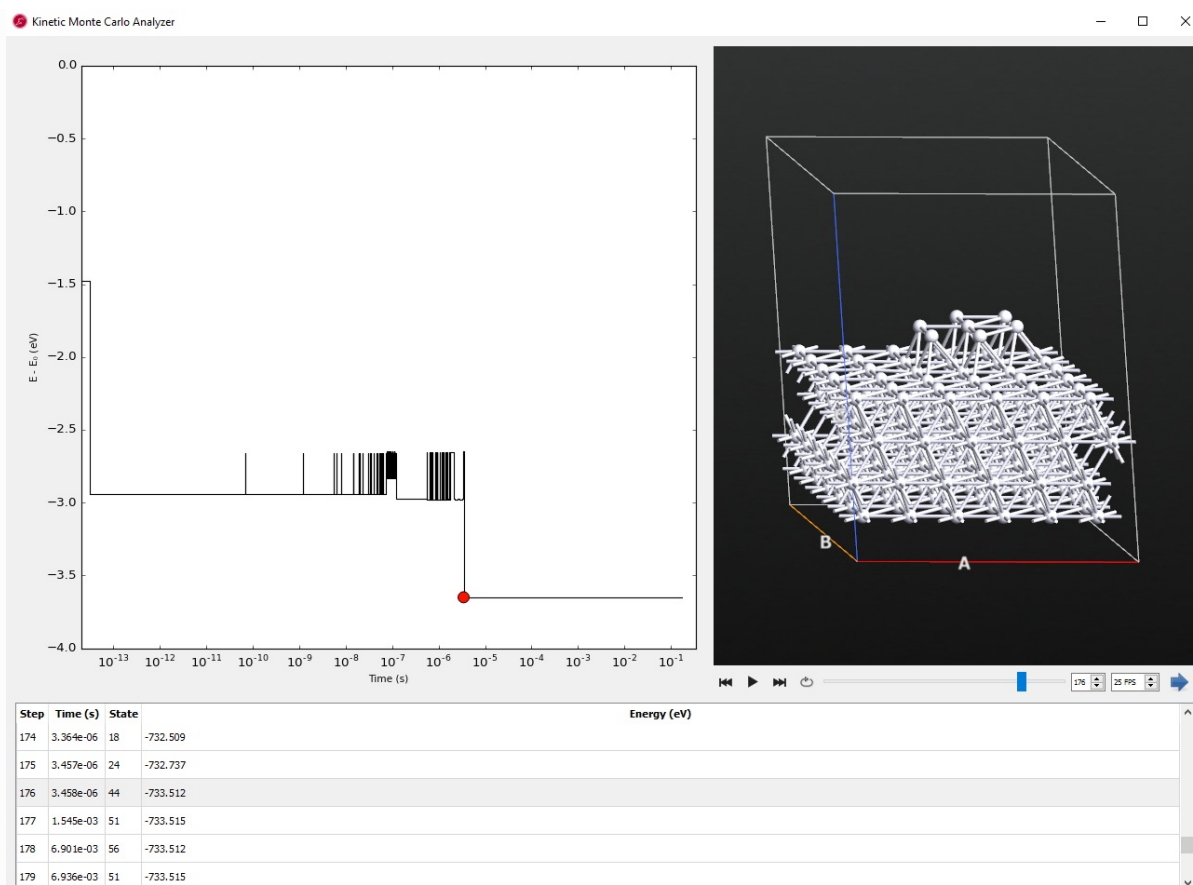 Kinetic Monte Carlo Analyzer
0.0
−0.5
−1.0
−1.5
−2.0
−2.5
−3.0
−3.5
−4.0
E - E₀ (eV)
10⁻¹³ 10⁻¹² 10⁻¹¹ 10⁻¹⁰ 10⁻⁹ 10⁻⁸ 10⁻⁷ 10⁻⁶ 10⁻⁵ 10⁻⁴ 10⁻³ 10⁻² 10⁻¹
Time (s)
B
A
176 25 FPS
Step Time (s) State Energy (eV)
174 3.364e-06 18 -732.509
175 3.457e-06 24 -732.737
176 3.458e-06 44 -733.512
177 1.545e-03 51 -733.515
178 6.901e-03 56 -733.512
179 6.936e-03 51 -733.515